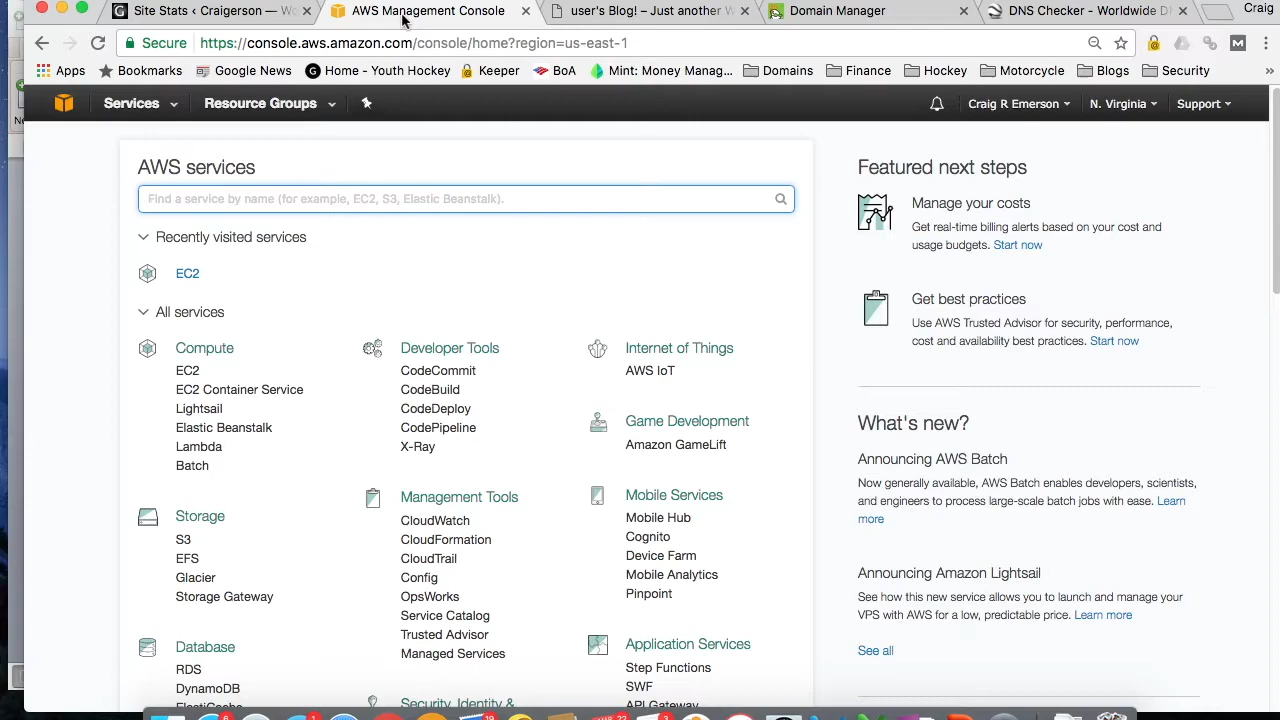 Site Stats ‹ Craigerson — W
AWS Management Console
user's Blog! – Just another W
Domain Manager
DNS Checker - Worldwide D
Craig
Secure
https://console.aws.amazon.com/console/home?region=us-east-1
Apps
Bookmarks
Google News
Home - Youth Hockey
Keeper
BoA
Mint: Money Manag...
Domains
Finance
Hockey
Motorcycle
Blogs
Security
»
Services
Resource Groups
Craig R Emerson
N. Virginia
Support
AWS services
Find a service by name (for example, EC2, S3, Elastic Beanstalk).
Recently visited services
EC2
All services
Compute
EC2
EC2 Container Service
Lightsail
Elastic Beanstalk
Lambda
Batch
Storage
S3
EFS
Glacier
Storage Gateway
Database
RDS
DynamoDB
ElastiCache
Developer Tools
CodeCommit
CodeBuild
CodeDeploy
CodePipeline
X-Ray
Management Tools
CloudWatch
CloudFormation
CloudTrail
Config
OpsWorks
Service Catalog
Trusted Advisor
Managed Services
Security, Identity &
Internet of Things
AWS IoT
Game Development
Amazon GameLift
Mobile Services
Mobile Hub
Cognito
Device Farm
Mobile Analytics
Pinpoint
Application Services
Step Functions
SWF
API Gateway
Featured next steps
Manage your costs
Get real-time billing alerts based on your cost and
usage budgets. Start now
Get best practices
Use AWS Trusted Advisor for security, performance,
cost and availability best practices. Start now
What's new?
Announcing AWS Batch
Now generally available, AWS Batch enables developers, scientists,
and engineers to process large-scale batch jobs with ease. Learn
more
Announcing Amazon Lightsail
See how this new service allows you to launch and manage your
VPS with AWS for a low, predictable price. Learn more
See all